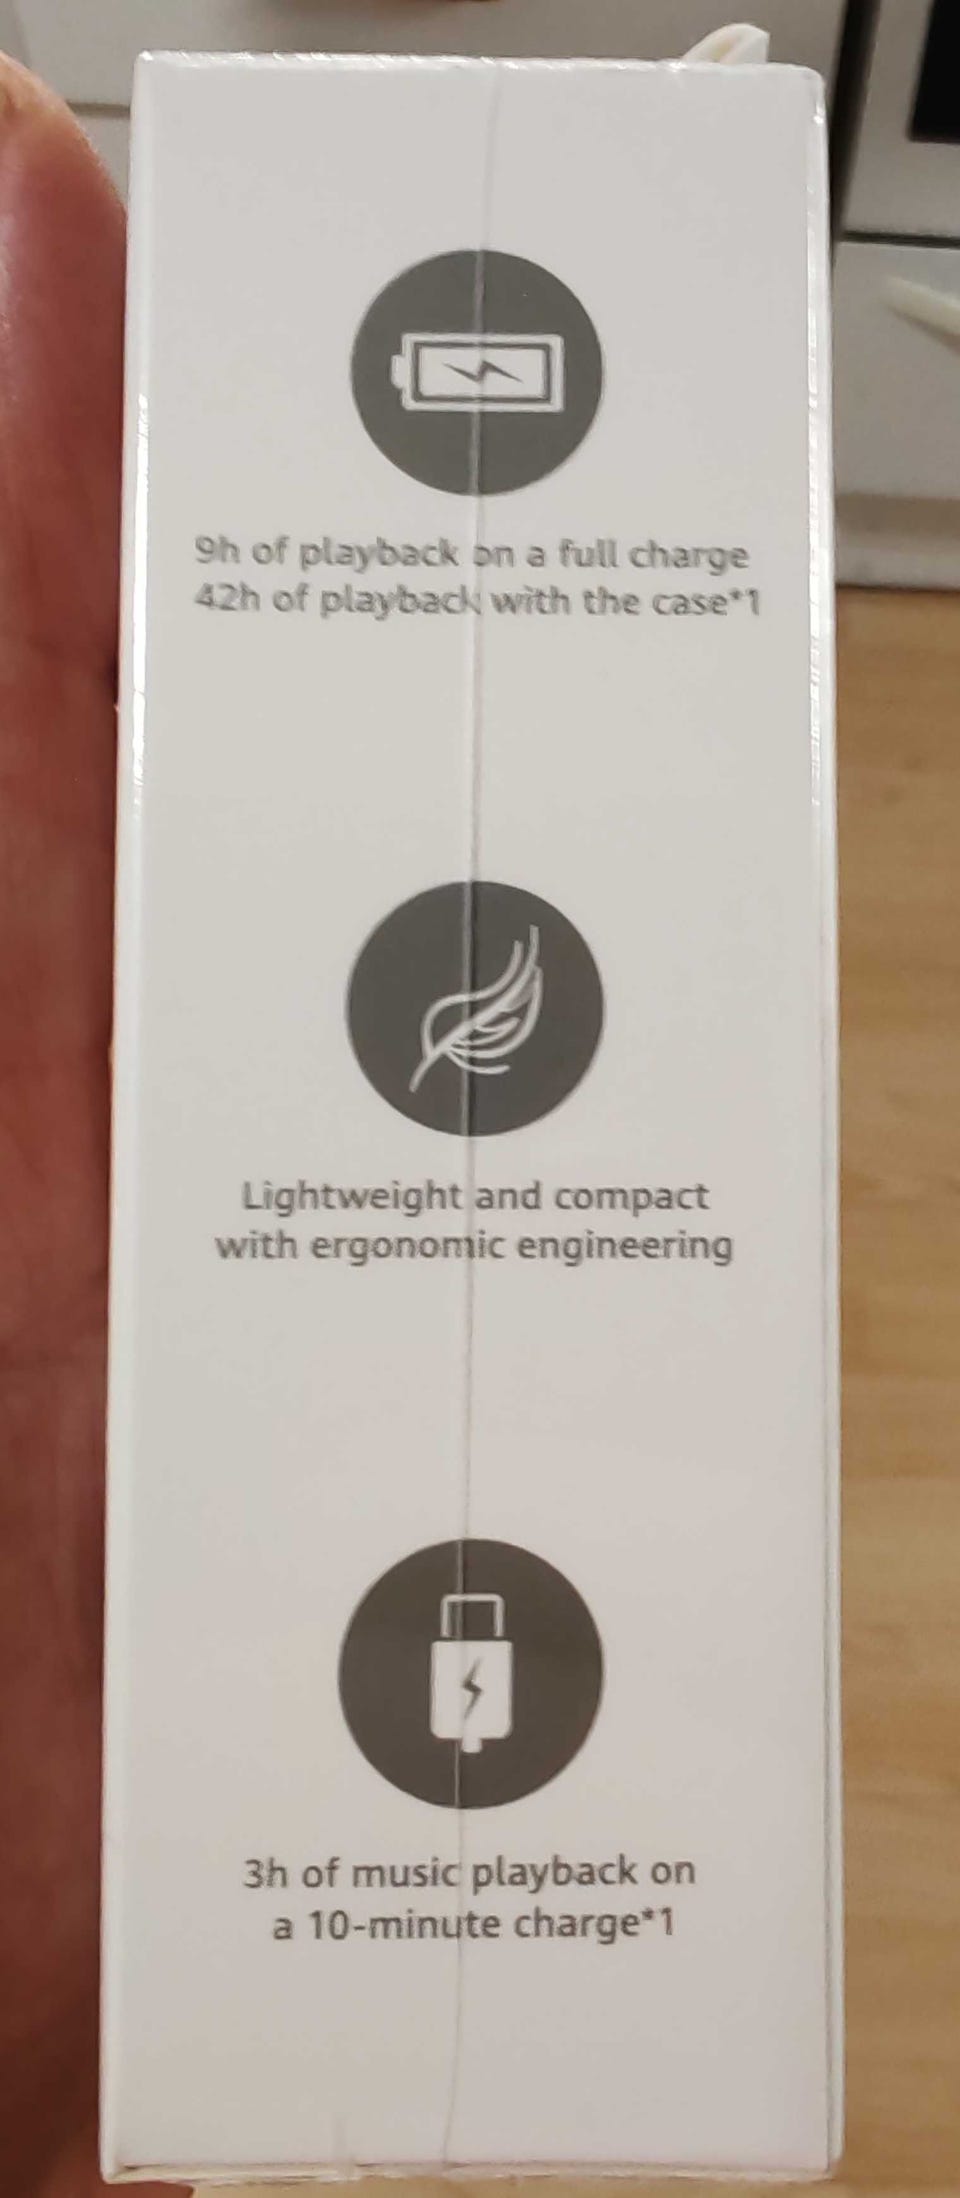 9h of playback on a full charge
42h of playback with the case*1
Lightweight and compact
with ergonomic engineering
3h of music playback on
a 10-minute charge*1